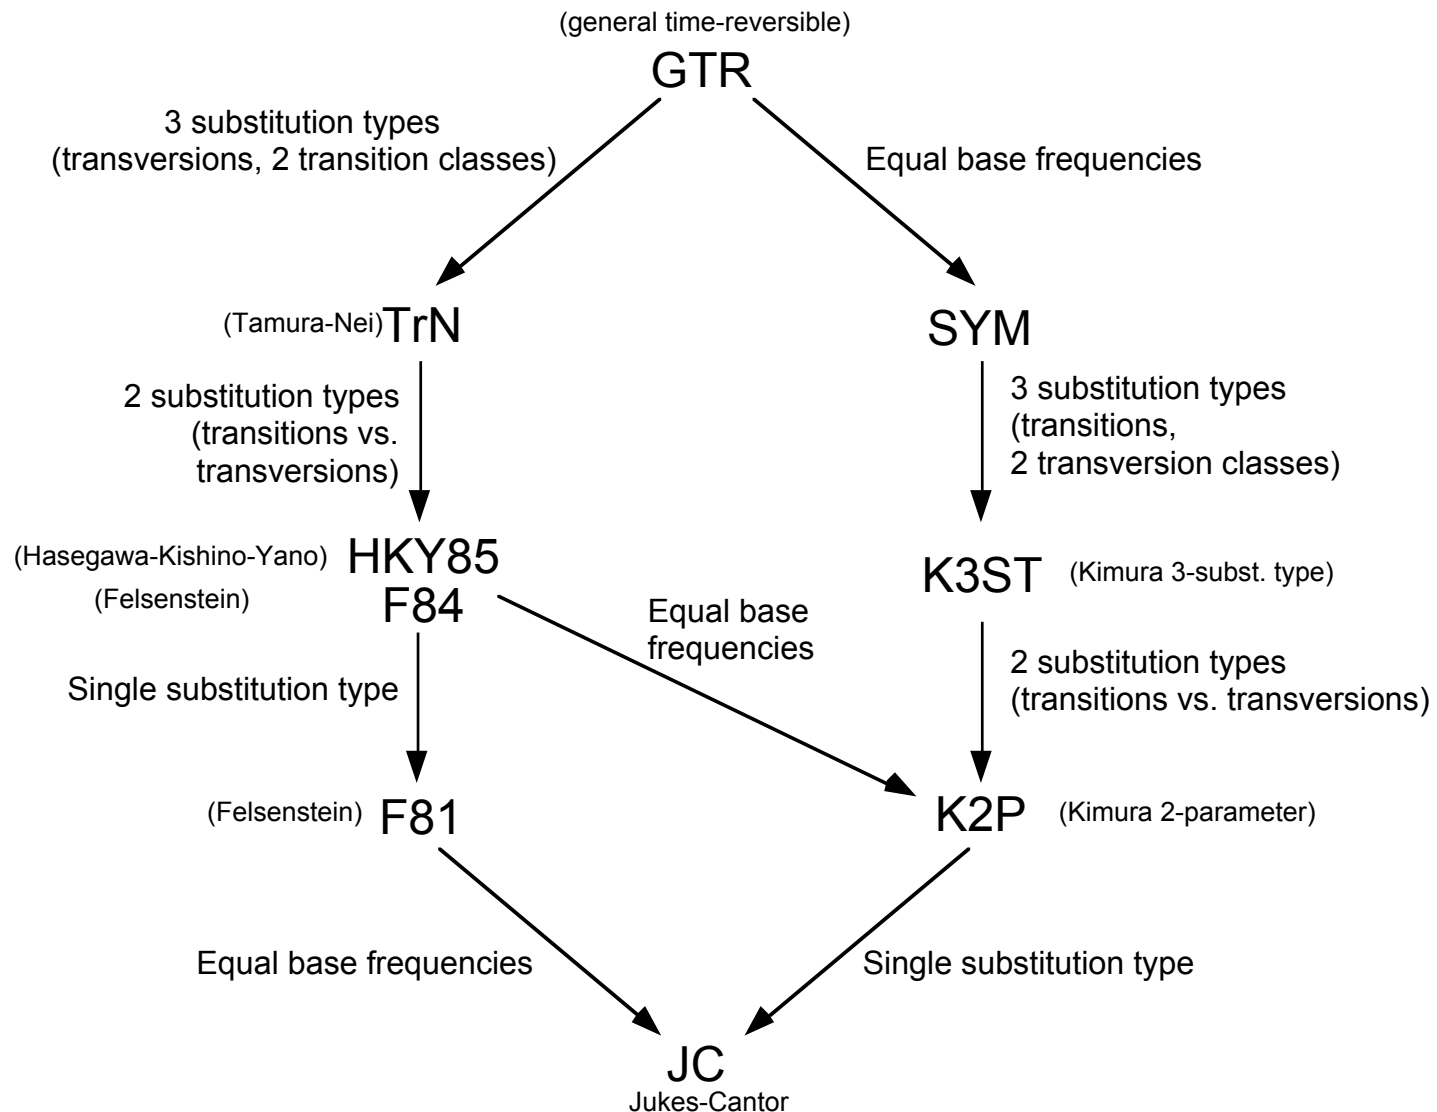 (general time-reversible)
GTR
3 substitution types
(transversions, 2 transition classes)
Equal base frequencies
(Tamura-Nei) TrN
SYM
2 substitution types
(transitions vs.
transversions)
3 substitution types
(transitions,
2 transversion classes)
(Hasegawa-Kishino-Yano) HKY85
(Felsenstein) F84
K3ST (Kimura 3-subst. type)
Equal base
frequencies
Single substitution type
2 substitution types
(transitions vs. transversions)
(Felsenstein) F81
K2P (Kimura 2-parameter)
Equal base frequencies
Single substitution type
JC
Jukes-Cantor